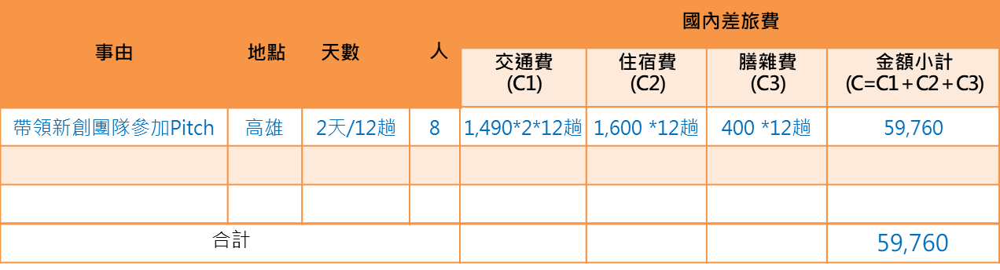 國內差旅費
事由 地點 天數 人
交通費 住宿費 膳雜費 金額小計
(C1) (C2) (C3) (C=C1+C2+C3)
帶領新創團隊參加Pitch 高雄 2天/12趟 8 1,490*2*12趟 1,600 *12趟 400 *12趟 59,760
合計 59,760